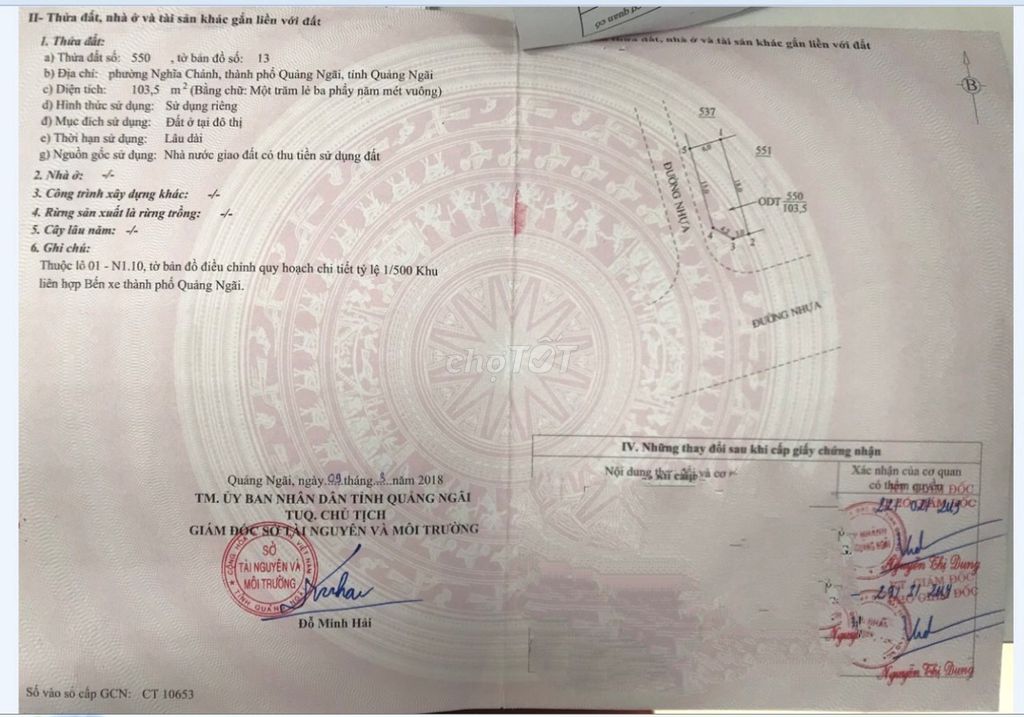 II- Thửa đất, nhà ở và tài sản khác gắn liền với đất
1. Thửa đất:
a) Thửa đất số: 550 , tờ bản đồ số: 13
b) Địa chỉ: phường Nghĩa Chánh, thành phố Quảng Ngãi, tỉnh Quảng Ngãi
c) Diện tích: 103,5 m² (Bằng chữ: Một trăm lẻ ba phẩy năm mét vuông)
d) Hình thức sử dụng: Sử dụng riêng
đ) Mục đích sử dụng: Đất ở tại đô thị
e) Thời hạn sử dụng: Lâu dài
g) Nguồn gốc sử dụng: Nhà nước giao đất có thu tiền sử dụng đất
2. Nhà ở: -/-
3. Công trình xây dựng khác: -/-
4. Rừng sản xuất là rừng trồng: -/-
5. Cây lâu năm: -/-
6. Ghi chú:
Thuộc lô 01 - N1.10, tờ bản đồ điều chỉnh quy hoạch chi tiết tỷ lệ 1/500 Khu
liên hợp Bến xe thành phố Quảng Ngãi.
Quảng Ngãi, ngày 09 tháng 3 năm 2018
TM. ỦY BAN NHÂN DÂN TỈNH QUẢNG NGÃI
TUQ. CHỦ TỊCH
GIÁM ĐỐC SỞ TÀI NGUYÊN VÀ MÔI TRƯỜNG
SỞ
TÀI NGUYÊN VÀ
MÔI TRƯỜNG
Đỗ Minh Hải
Số vào sổ cấp GCN: CT 10653
đất, nhà ở và tài sản khác gắn liền với đất
B
537
551
1
5
6,0
ĐƯỜNG NHỰA
ODT 550
103,5
4
3
2
ĐƯỜNG NHỰA
chợTỐT
IV. Những thay đổi sau khi cấp giấy chứng nhận
Nội dung thay đổi và cơ
Xác nhận của cơ quan
có thẩm quyền
Nguyễn Thị Dung
Nguyễn Thị Dung